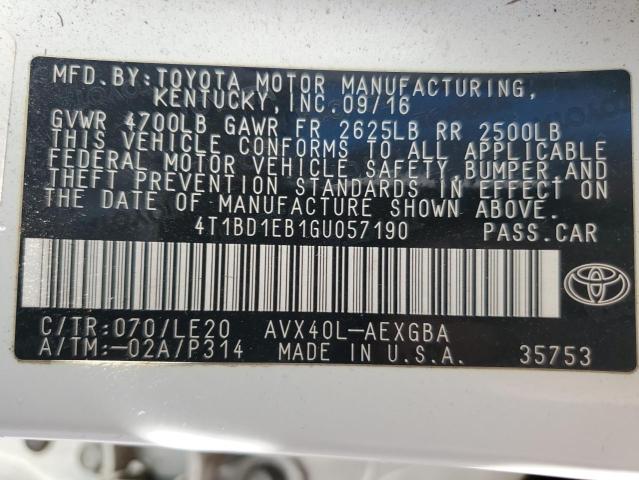 MFD. BY: TOYOTA MOTOR MANUFACTURING,
KENTUCKY, INC. 09/16
GVWR 4700LB GAWR FR 2625LB RR 2500LB
THIS VEHICLE CONFORMS TO ALL APPLICABLE
FEDERAL MOTOR VEHICLE SAFETY, BUMPER, AND
THEFT PREVENTION STANDARDS IN EFFECT ON
THE DATE OF MANUFACTURE SHOWN ABOVE.
4T1BD1EB1GU057190 PASS. CAR
C/TR: 070/LE20 AVX40L-AEXGBA
A/TM:-02A/P314 MADE IN U.S.A. 35753